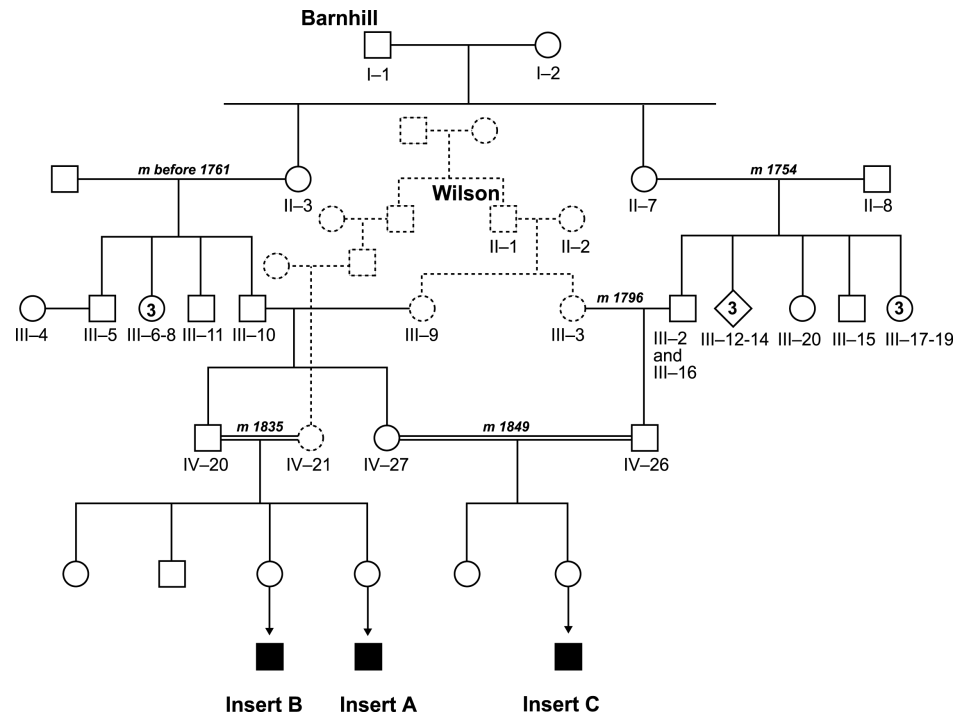 Barnhill
I–1
I–2
m before 1761
m 1754
II–3
Wilson
II–7
II–8
II–1
II–2
m 1796
3
3
3
III–4
III–5
III–6-8
III–11
III–10
III–9
III–3
III–2
and
III–16
III–12-14
III–20
III–15
III–17-19
m 1835
m 1849
IV–20
IV–21
IV–27
IV–26
Insert B
Insert A
Insert C